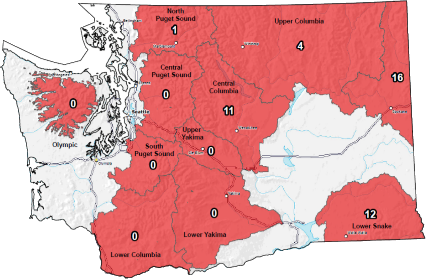 North
Puget Sound
1
Upper Columbia
4
16
Central
Puget Sound
0
Central
Columbia
11
0
Olympic
Seattle
Upper
Yakima
0
South
Puget Sound
0
0
12
Lower Snake
0
Lower Columbia
Lower Yakima